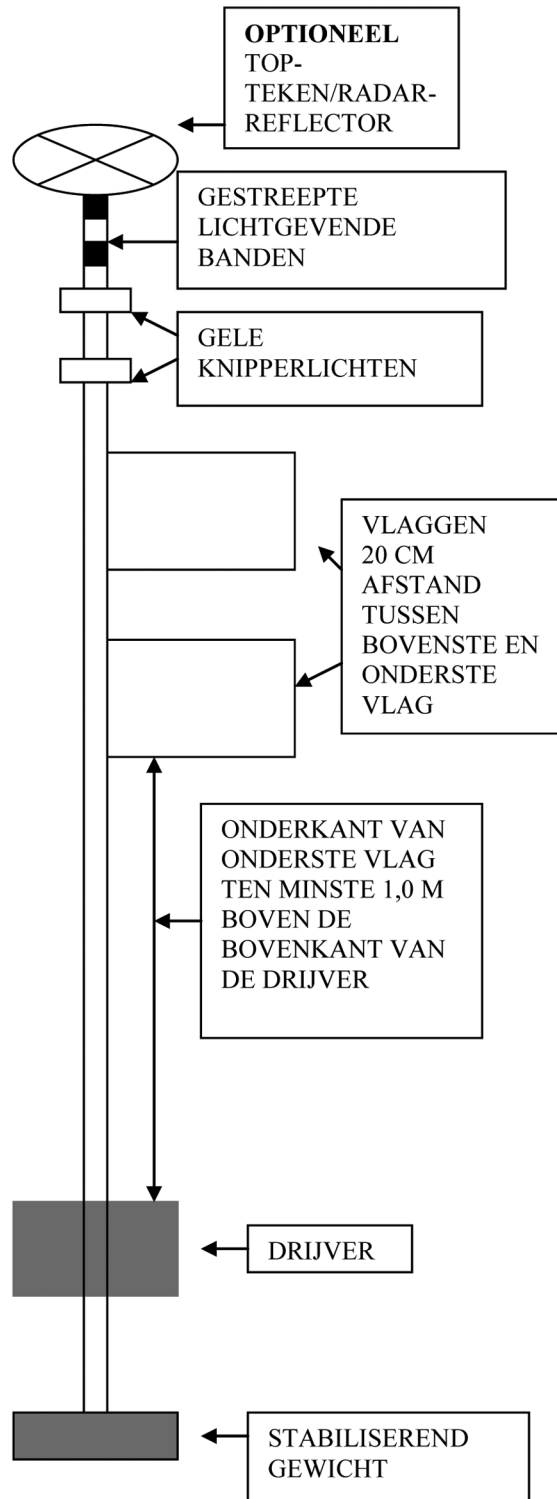 OPTIONEEL
TOP-
TEKEN/RADAR-
REFLECTOR
GESTREEPTE
LICHTGEVENDE
BANDEN
GELE
KNIPPERLICHTEN
VLAGGEN
20 CM
AFSTAND
TUSSEN
BOVENSTE EN
ONDERSTE
VLAG
ONDERKANT VAN
ONDERSTE VLAG
TEN MINSTE 1,0 M
BOVEN DE
BOVENKANT VAN
DE DRIJVER
DRIJVER
STABILISEREND
GEWICHT